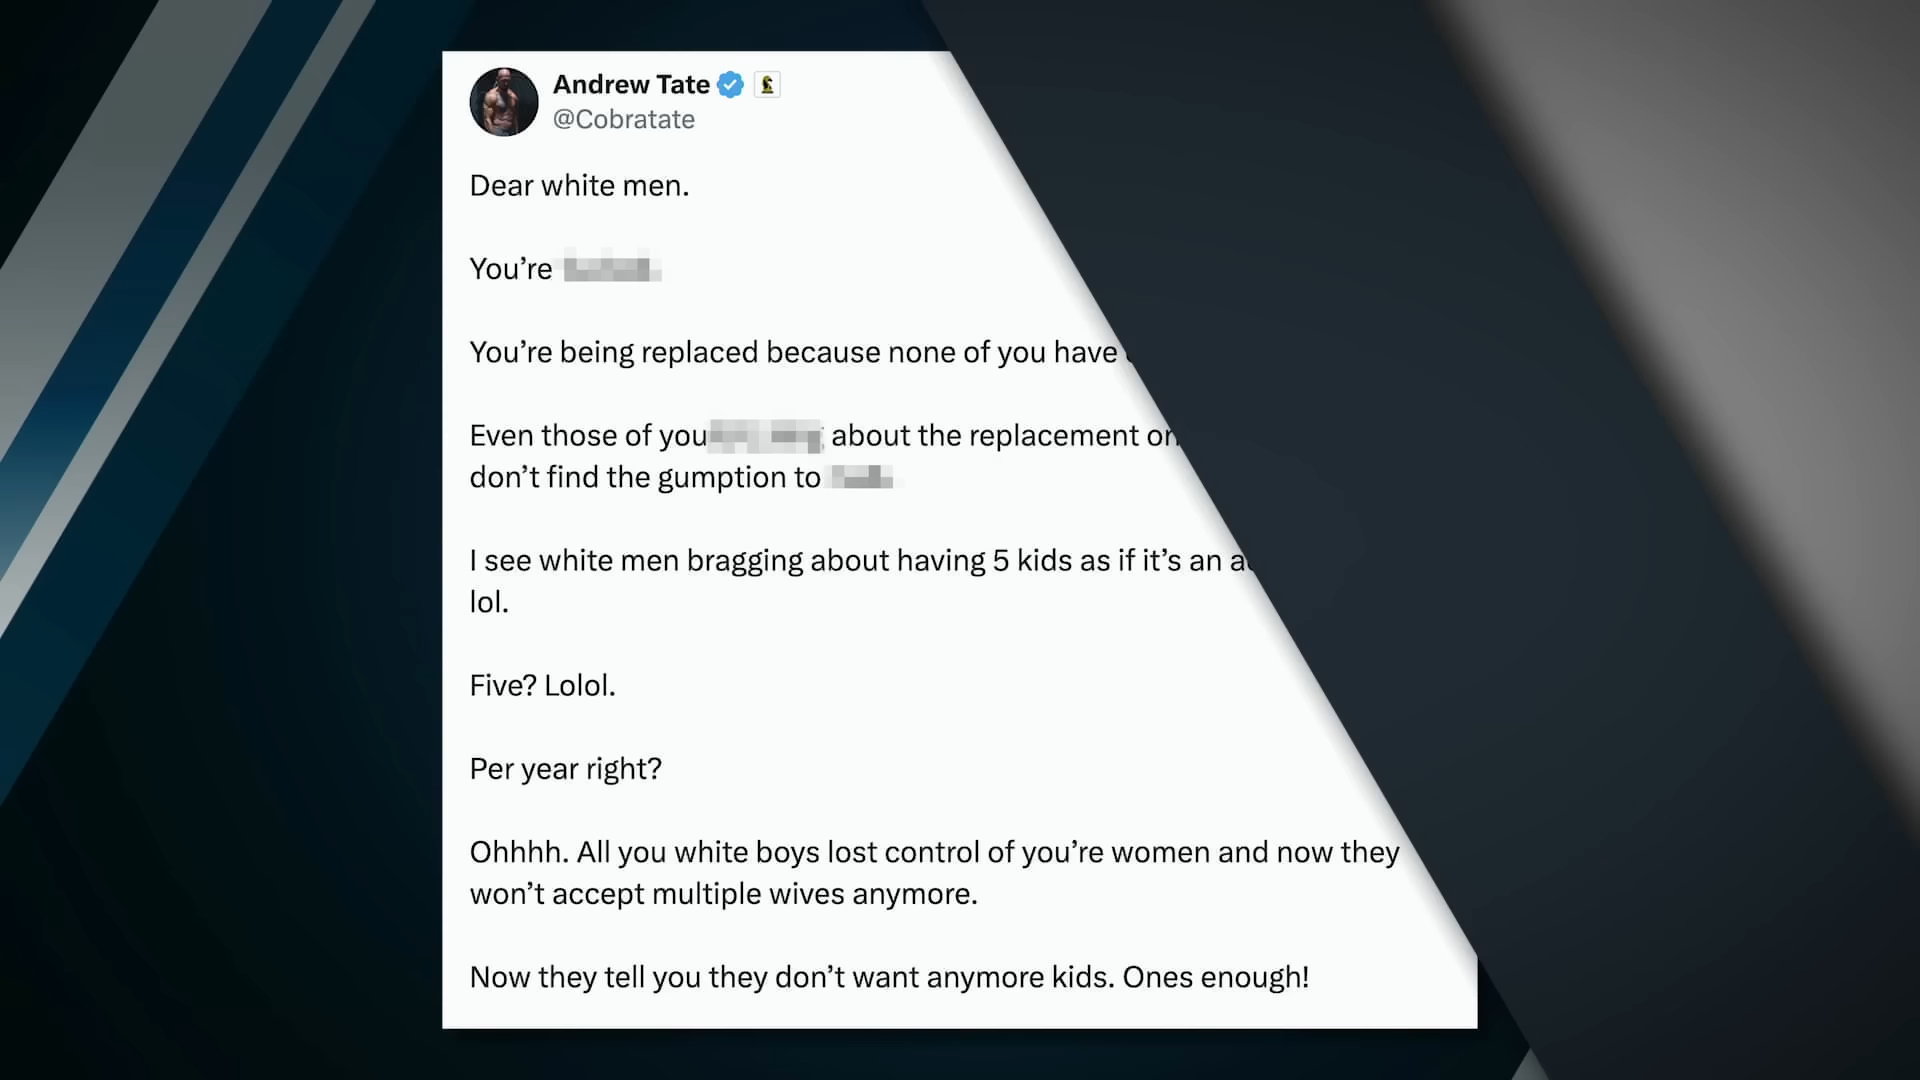 Andrew Tate
@Cobratate
Dear white men.
You're
You're being replaced because none of you have
Even those of you about the replacement on
don't find the gumption to
I see white men bragging about having 5 kids as if it's an
lol.
Five? Lolol.
Per year right?
Ohhhh. All you white boys lost control of you're women and now they
won't accept multiple wives anymore.
Now they tell you they don't want anymore kids. Ones enough!